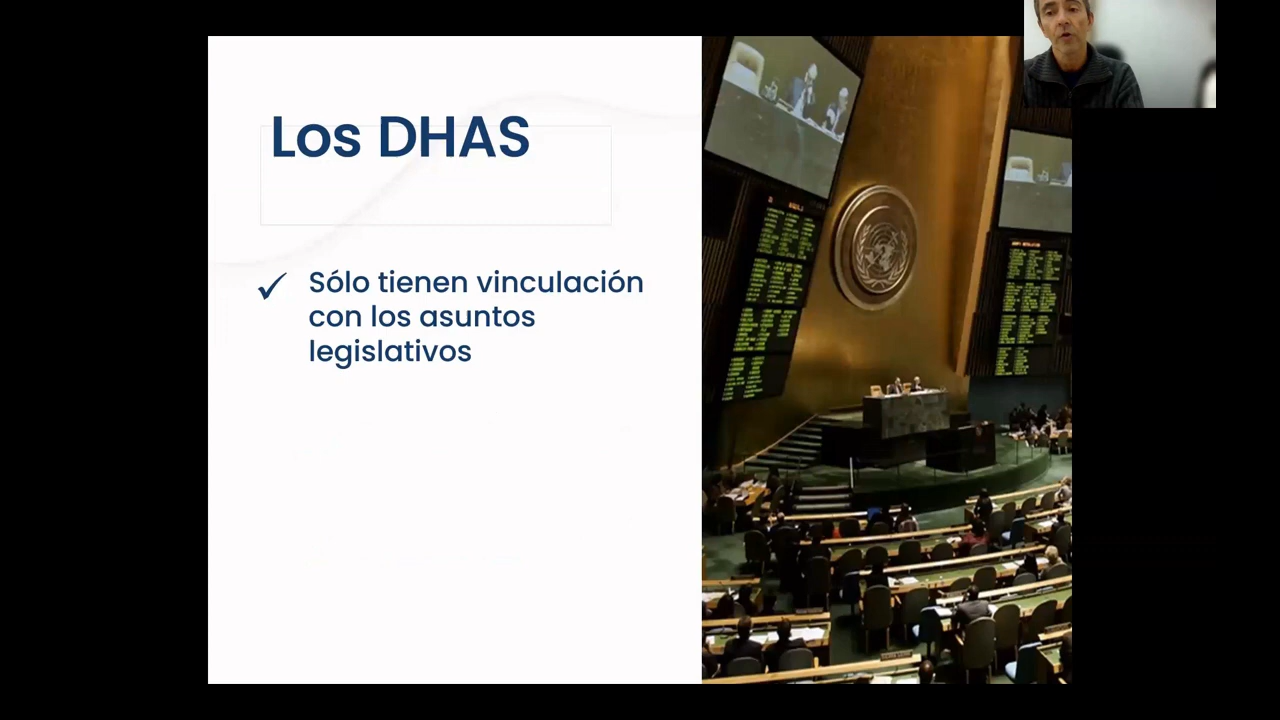 Los DHAS
Sólo tienen vinculación
con los asuntos
legislativos